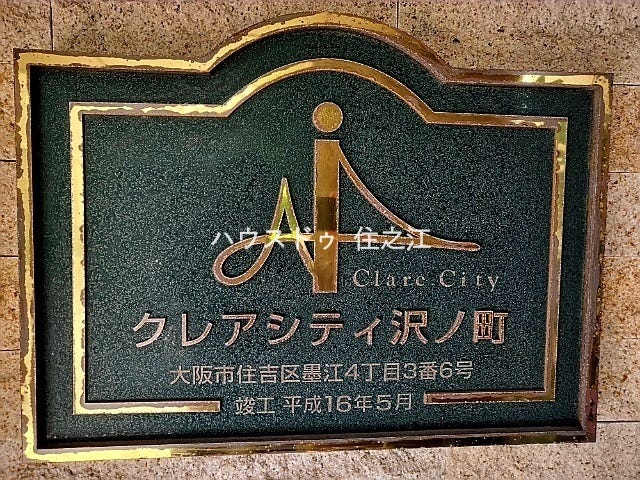 ハウスドゥ 住之江
Clare City
クレアシティ沢ノ町
大阪市住吉区墨江4丁目3番6号
竣工 平成16年5月